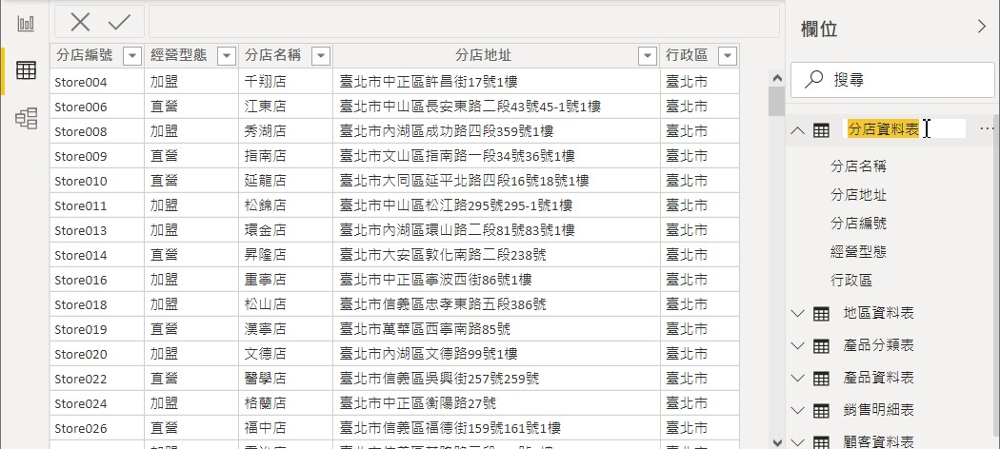 欄位
分店編號 經營型態 分店名稱 分店地址 行政區
搜尋
Store004 加盟 千翔店 臺北市中正區許昌街17號1樓 臺北市
Store006 直營 江東店 臺北市中山區長安東路二段43號45-1號1樓 臺北市
Store008 加盟 秀湖店 臺北市內湖區成功路四段359號1樓 臺北市
Store009 直營 指南店 臺北市文山區指南路一段34號36號1樓 臺北市
Store010 直營 延龍店 臺北市大同區延平北路四段16號18號1樓 臺北市
Store011 加盟 松錦店 臺北市中山區松江路295號295-1號1樓 臺北市
Store013 加盟 環金店 臺北市內湖區環山路二段81號83號1樓 臺北市
Store014 直營 昇隆店 臺北市大安區敦化南路二段238號 臺北市
Store016 加盟 重寧店 臺北市中正區寧波西街86號1樓 臺北市
Store018 加盟 松山店 臺北市信義區忠孝東路五段386號 臺北市
Store019 直營 漢寧店 臺北市萬華區西寧南路85號 臺北市
Store020 加盟 文德店 臺北市內湖區文德路99號1樓 臺北市
Store022 直營 醫學店 臺北市信義區吳興街257號259號 臺北市
Store024 加盟 格蘭店 臺北市中正區衡陽路27號 臺北市
Store026 直營 福中店 臺北市信義區福德街159號161號1樓 臺北市
分店資料表
分店名稱
分店地址
分店編號
經營型態
行政區
地區資料表
產品分類表
產品資料表
銷售明細表
顧客資料表